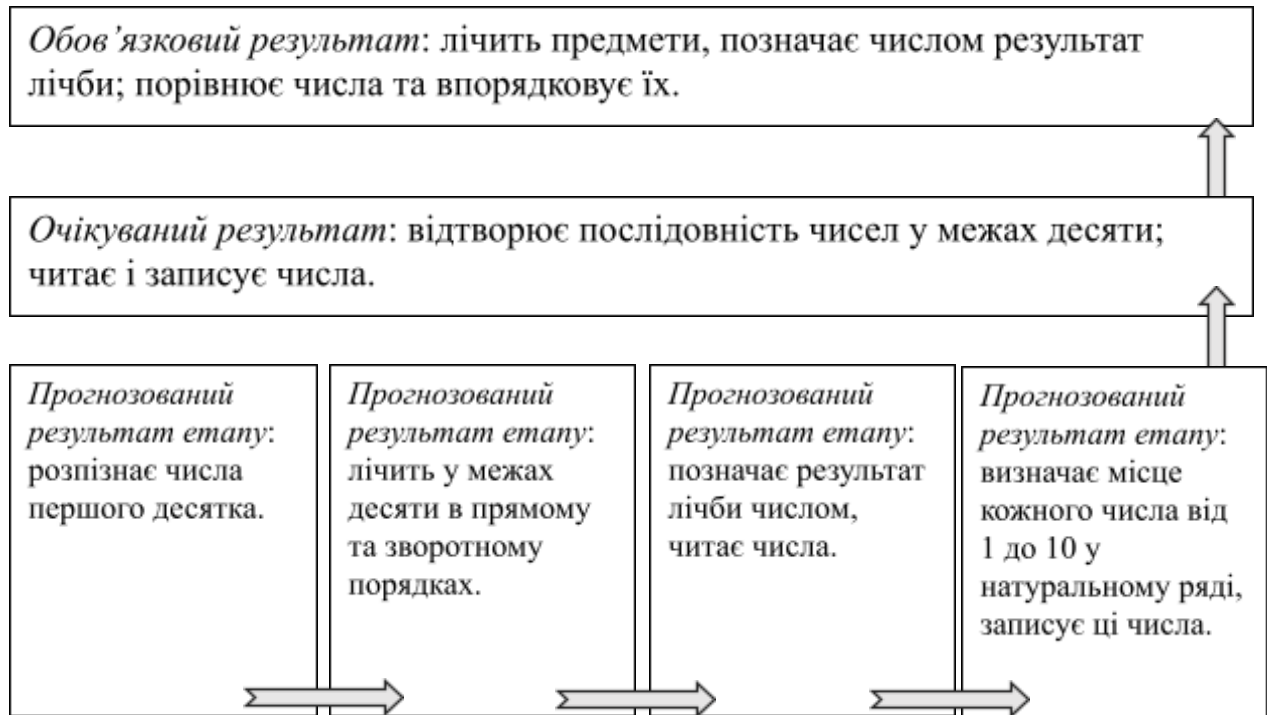 Обов’язковий результат: лічить предмети, позначає числом результат
лічби; порівнює числа та впорядковує їх.
Очікуваний результат: відтворює послідовність чисел у межах десяти;
читає і записує числа.
Прогнозований
результат етапу:
розпізнає числа
першого десятка.
Прогнозований
результат етапу:
лічить у межах
десяти в прямому
та зворотному
порядках.
Прогнозований
результат етапу:
позначає результат
лічби числом,
читає числа.
Прогнозований
результат етапу:
визначає місце
кожного числа від
1 до 10 у
натуральному ряді,
записує ці числа.